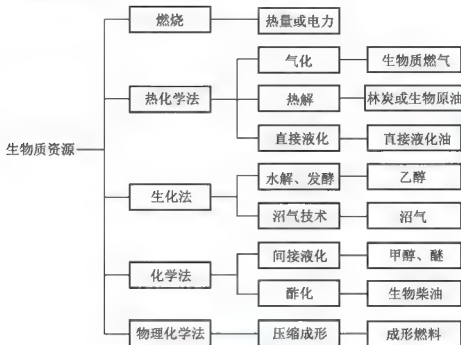 燃烧
热量或电力
气化
生物质燃气
热化学法
热解
林炭或生物原油
直接液化
直接液化油
生物质资源
水解、发酵
乙醇
生化法
沼气技术
沼气
间接液化
甲醇、醚
化学法
酯化
生物柴油
物理化学法
压缩成形
成形燃料